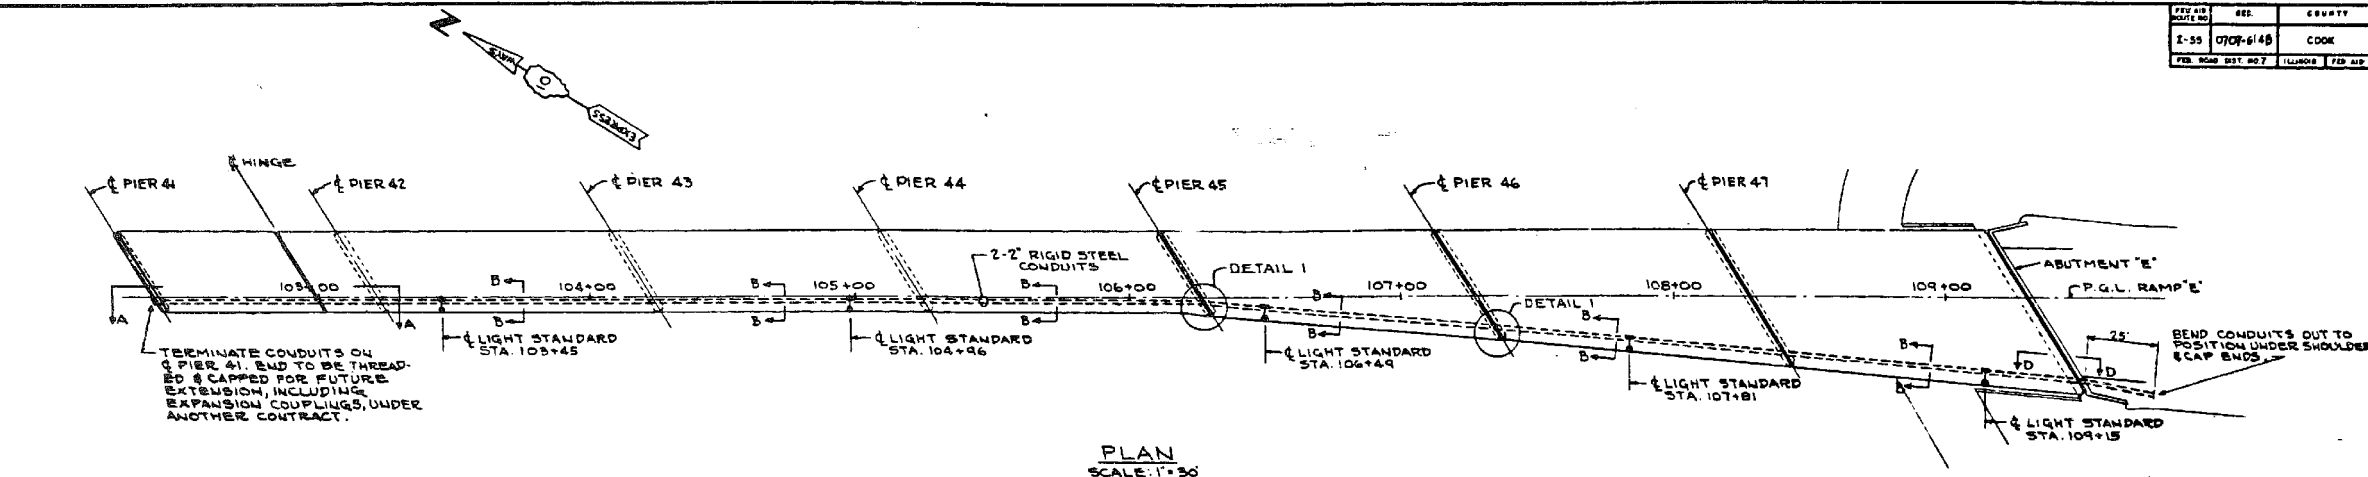 FED. AID ROUTE NO.
SEC.
COUNTY
I-55
0707-614B
COOK
FED. ROAD DIST. NO. 7
ILLINOIS
FED AID
N
WAYS
EXPRESS
℄ HINGE
℄ PIER 41
℄ PIER 42
℄ PIER 43
℄ PIER 44
℄ PIER 45
℄ PIER 46
℄ PIER 47
2-2" RIGID STEEL
CONDUITS
DETAIL 1
DETAIL 1
ABUTMENT "E"
P.G.L. RAMP "E"
103+00
104+00
105+00
106+00
107+00
108+00
109+00
A
A
B
B
B
B
B
B
B
B
B
B
B
B
D
D
25'
BEND CONDUITS OUT TO
POSITION UNDER SHOULDER
& CAP ENDS.
TERMINATE CONDUITS ON
℄ PIER 41. END TO BE THREAD-
ED & CAPPED FOR FUTURE
EXTENSION, INCLUDING
EXPANSION COUPLINGS, UNDER
ANOTHER CONTRACT.
℄ LIGHT STANDARD
STA. 103+45
℄ LIGHT STANDARD
STA. 104+96
℄ LIGHT STANDARD
STA. 106+49
℄ LIGHT STANDARD
STA. 107+81
℄ LIGHT STANDARD
STA. 109+15
PLAN
SCALE: 1"=30'